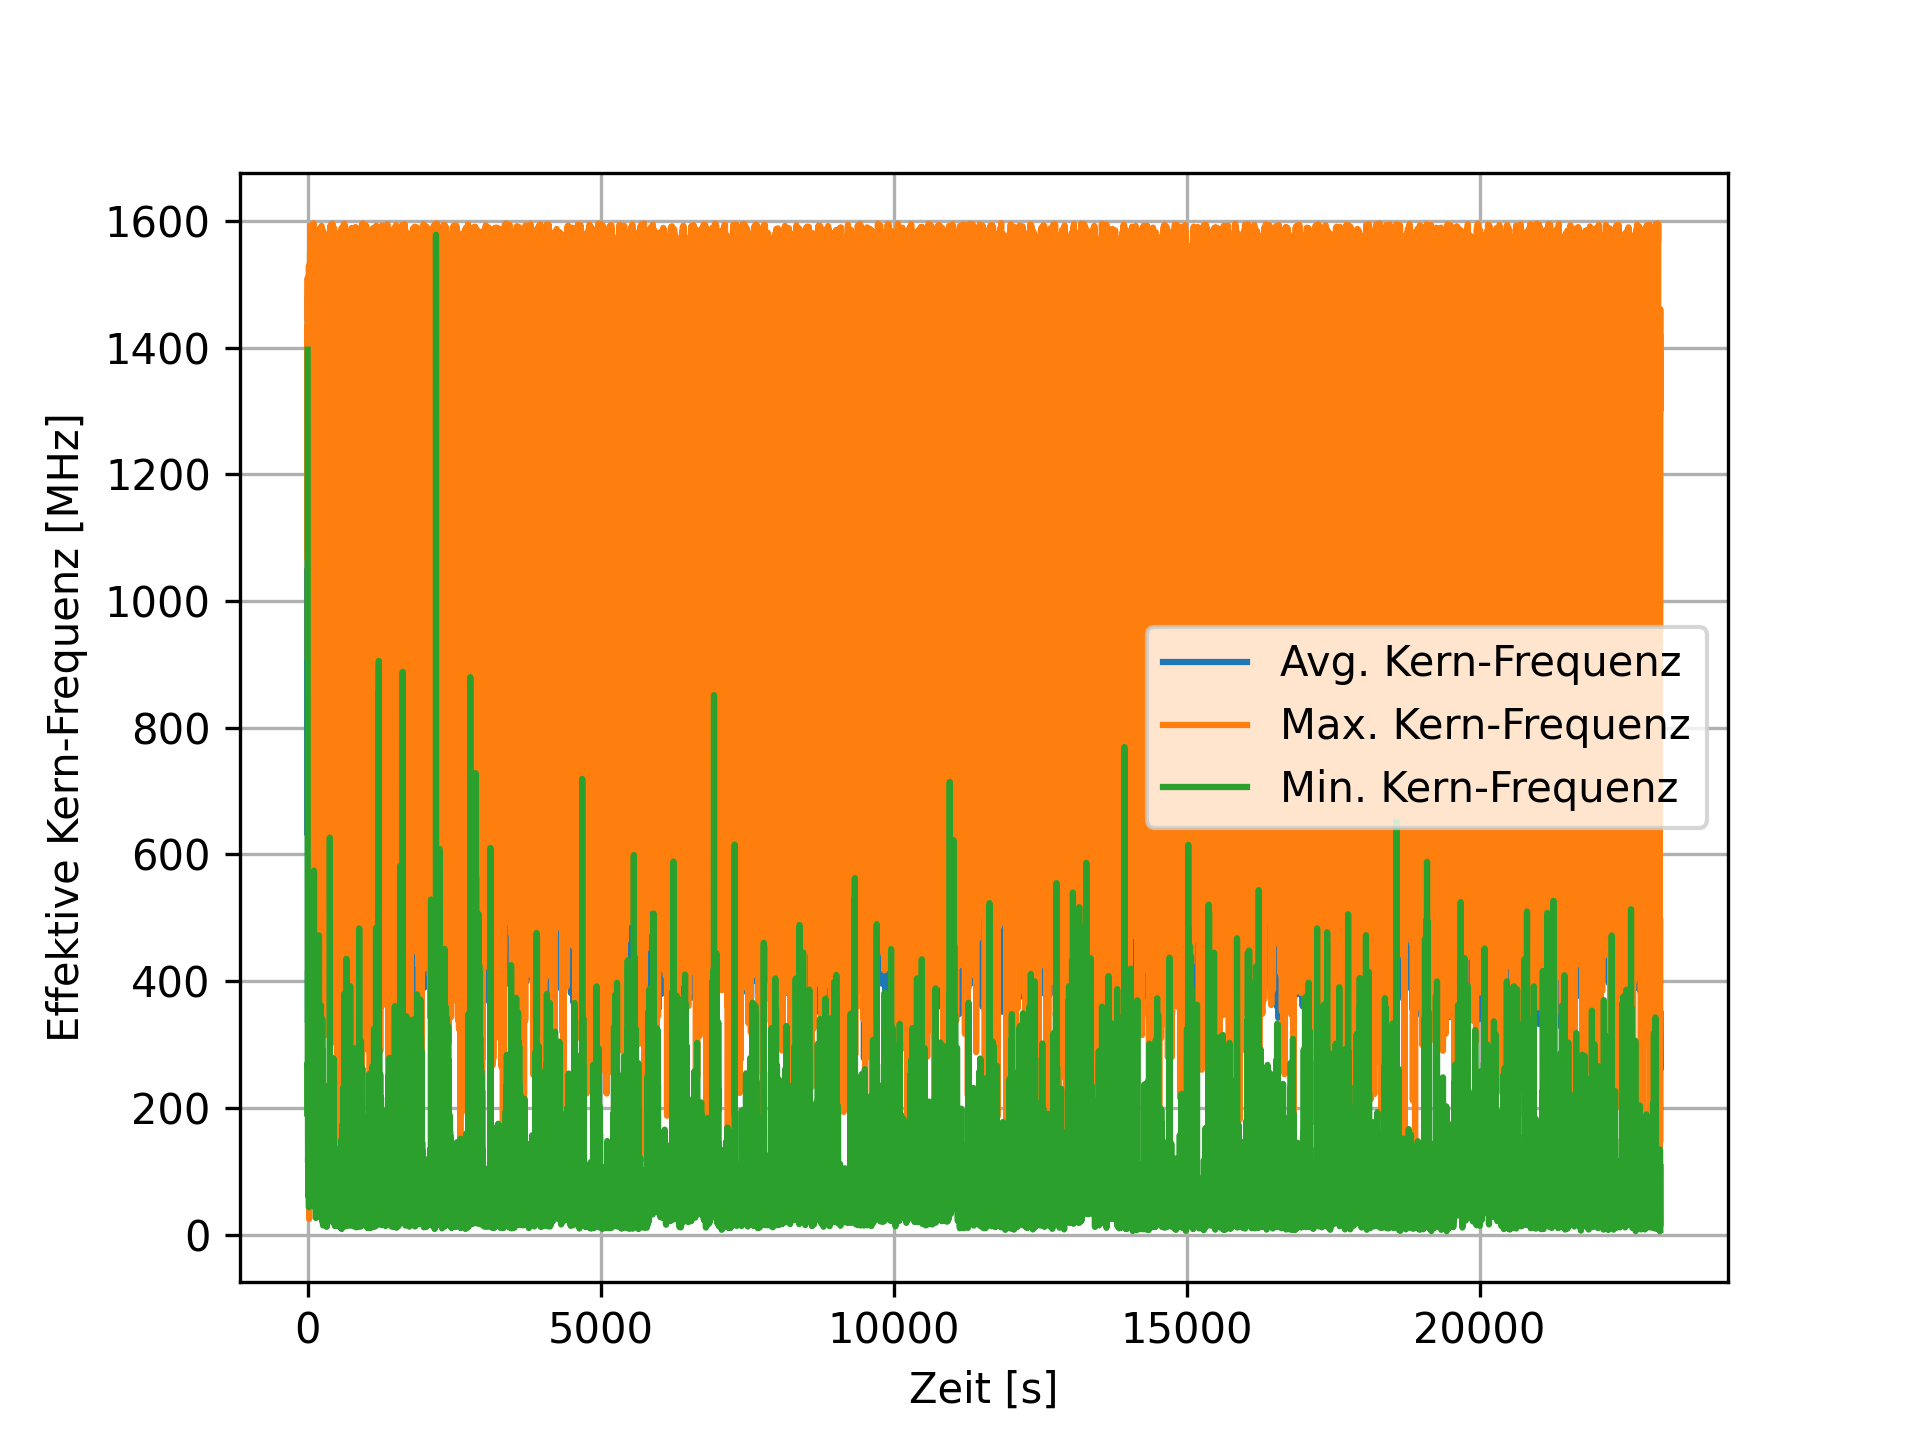 Effektive Kern-Frequenz [MHz]
1600
1400
1200
1000
800
600
400
200
0
Avg. Kern-Frequenz
Max. Kern-Frequenz
Min. Kern-Frequenz
0 5000 10000 15000 20000
Zeit [s]